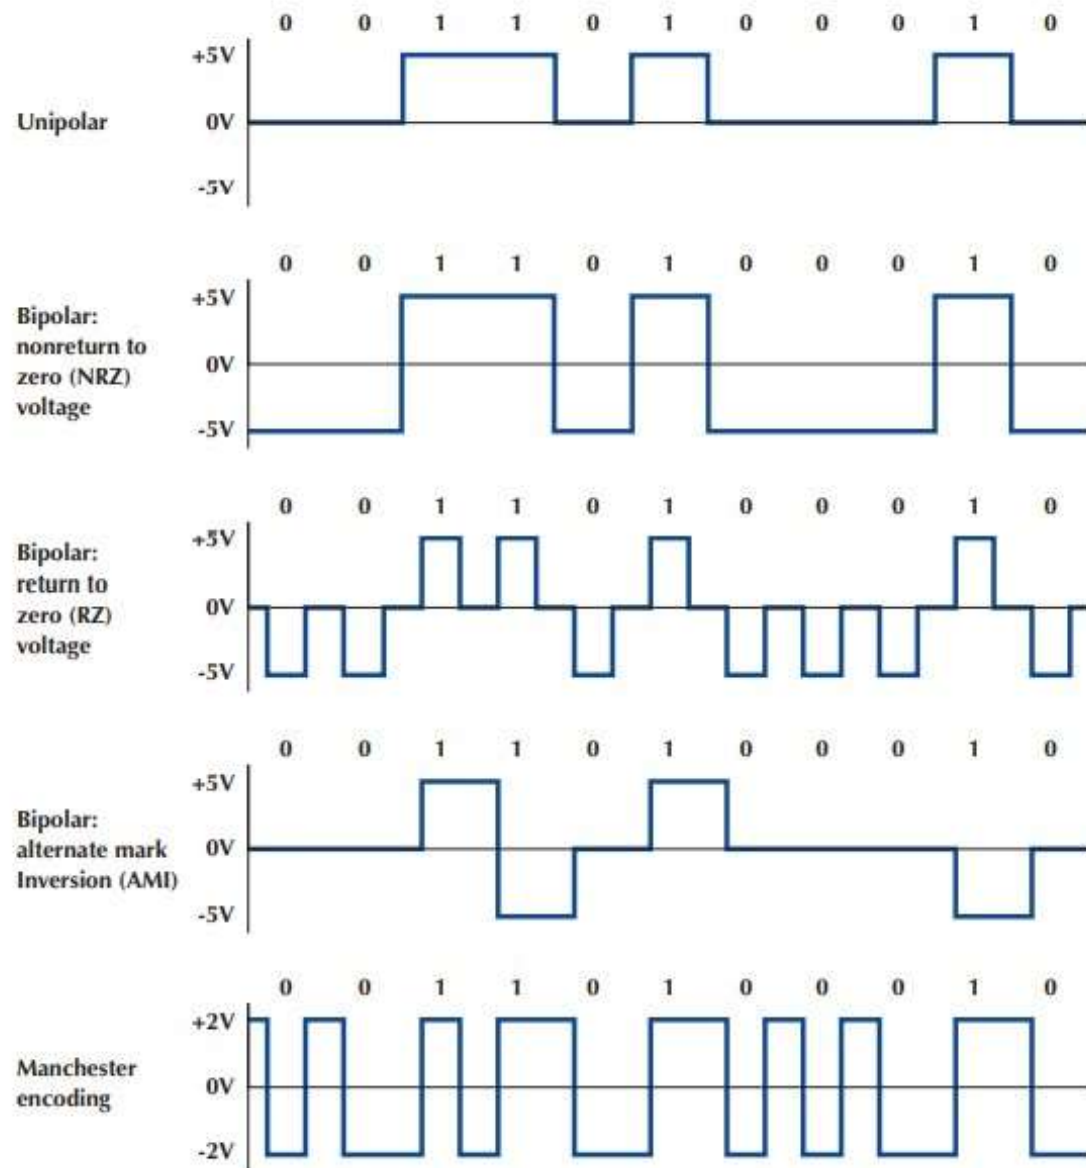 0 0 1 1 0 1 0 0 0 1 0
+5V
Unipolar
0V
-5V
0 0 1 1 0 1 0 0 0 1 0
+5V
Bipolar:
nonreturn to
zero (NRZ)
voltage
0V
-5V
0 0 1 1 0 1 0 0 0 1 0
+5V
Bipolar:
return to
zero (RZ)
voltage
0V
-5V
0 0 1 1 0 1 0 0 0 1 0
+5V
Bipolar:
alternate mark
Inversion (AMI)
0V
-5V
0 0 1 1 0 1 0 0 0 1 0
+2V
Manchester
encoding
0V
-2V